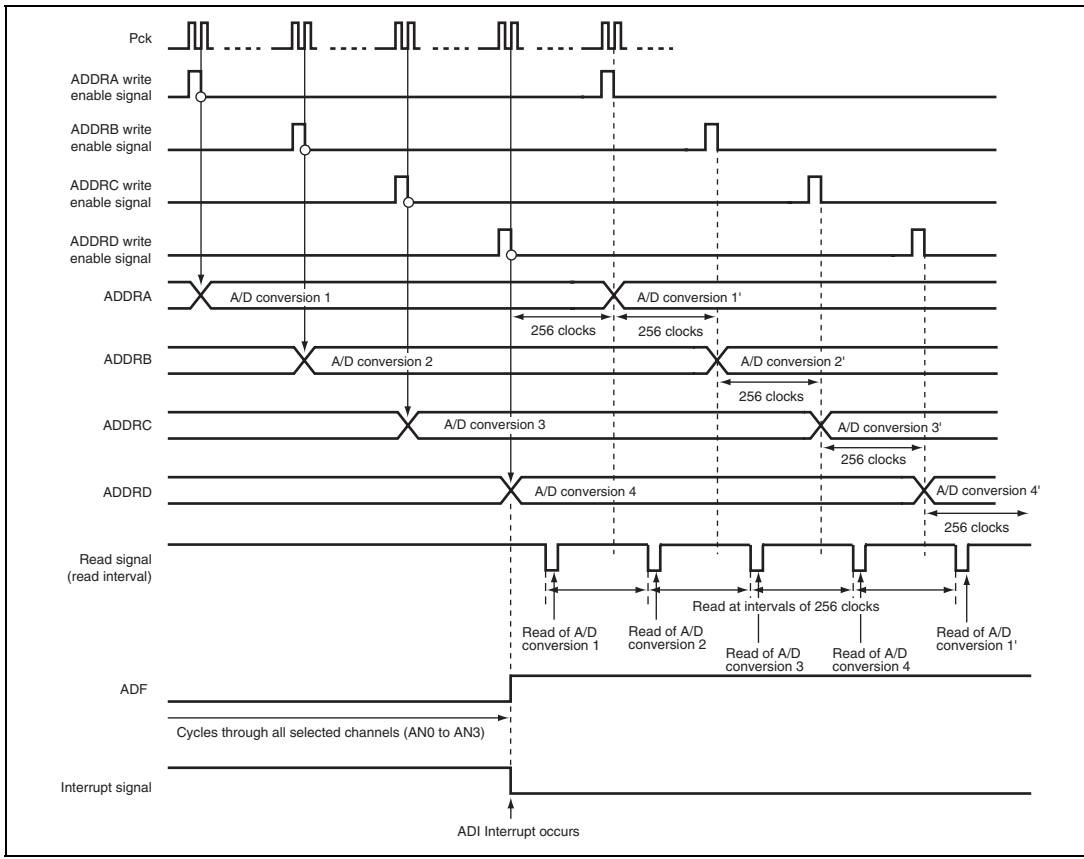 Pck
ADDRA write
enable signal
ADDRB write
enable signal
ADDRC write
enable signal
ADDRD write
enable signal
ADDRA
A/D conversion 1
A/D conversion 1'
256 clocks
256 clocks
ADDRB
A/D conversion 2
A/D conversion 2'
256 clocks
ADDRC
A/D conversion 3
A/D conversion 3'
256 clocks
ADDRD
A/D conversion 4
A/D conversion 4'
256 clocks
Read signal
(read interval)
Read at intervals of 256 clocks
Read of A/D
conversion 1
Read of A/D
conversion 2
Read of A/D
conversion 3
Read of A/D
conversion 4
Read of A/D
conversion 1'
ADF
Cycles through all selected channels (AN0 to AN3)
Interrupt signal
ADI Interrupt occurs